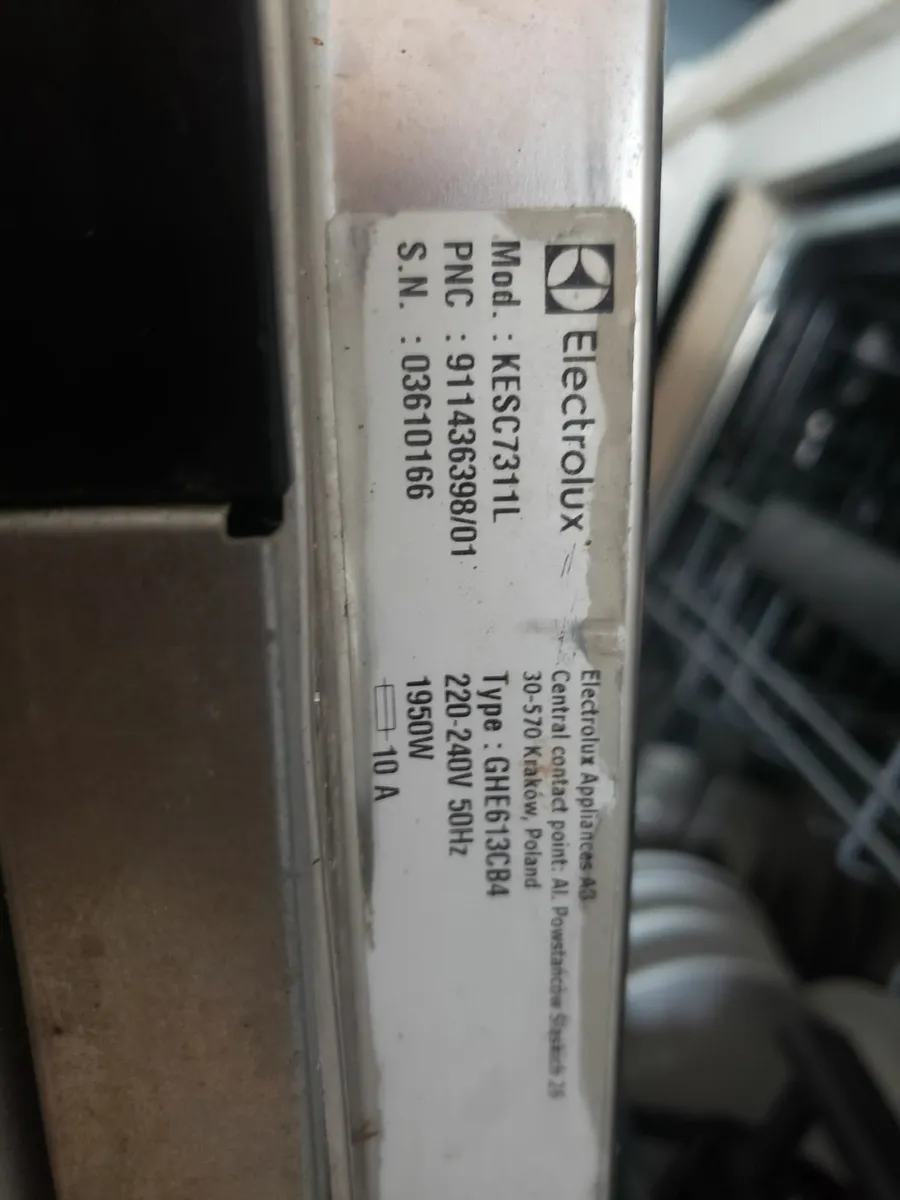 Electrolux
Mod. : KESC7311L
PNC : 911436398/01
S.N. : 03610166
Electrolux Appliances AB
Central contact point: Al. Powstańców Śląskich 26
30-570 Kraków, Poland
Type : GHE613CB4
220-240V 50Hz
1950W
10 A